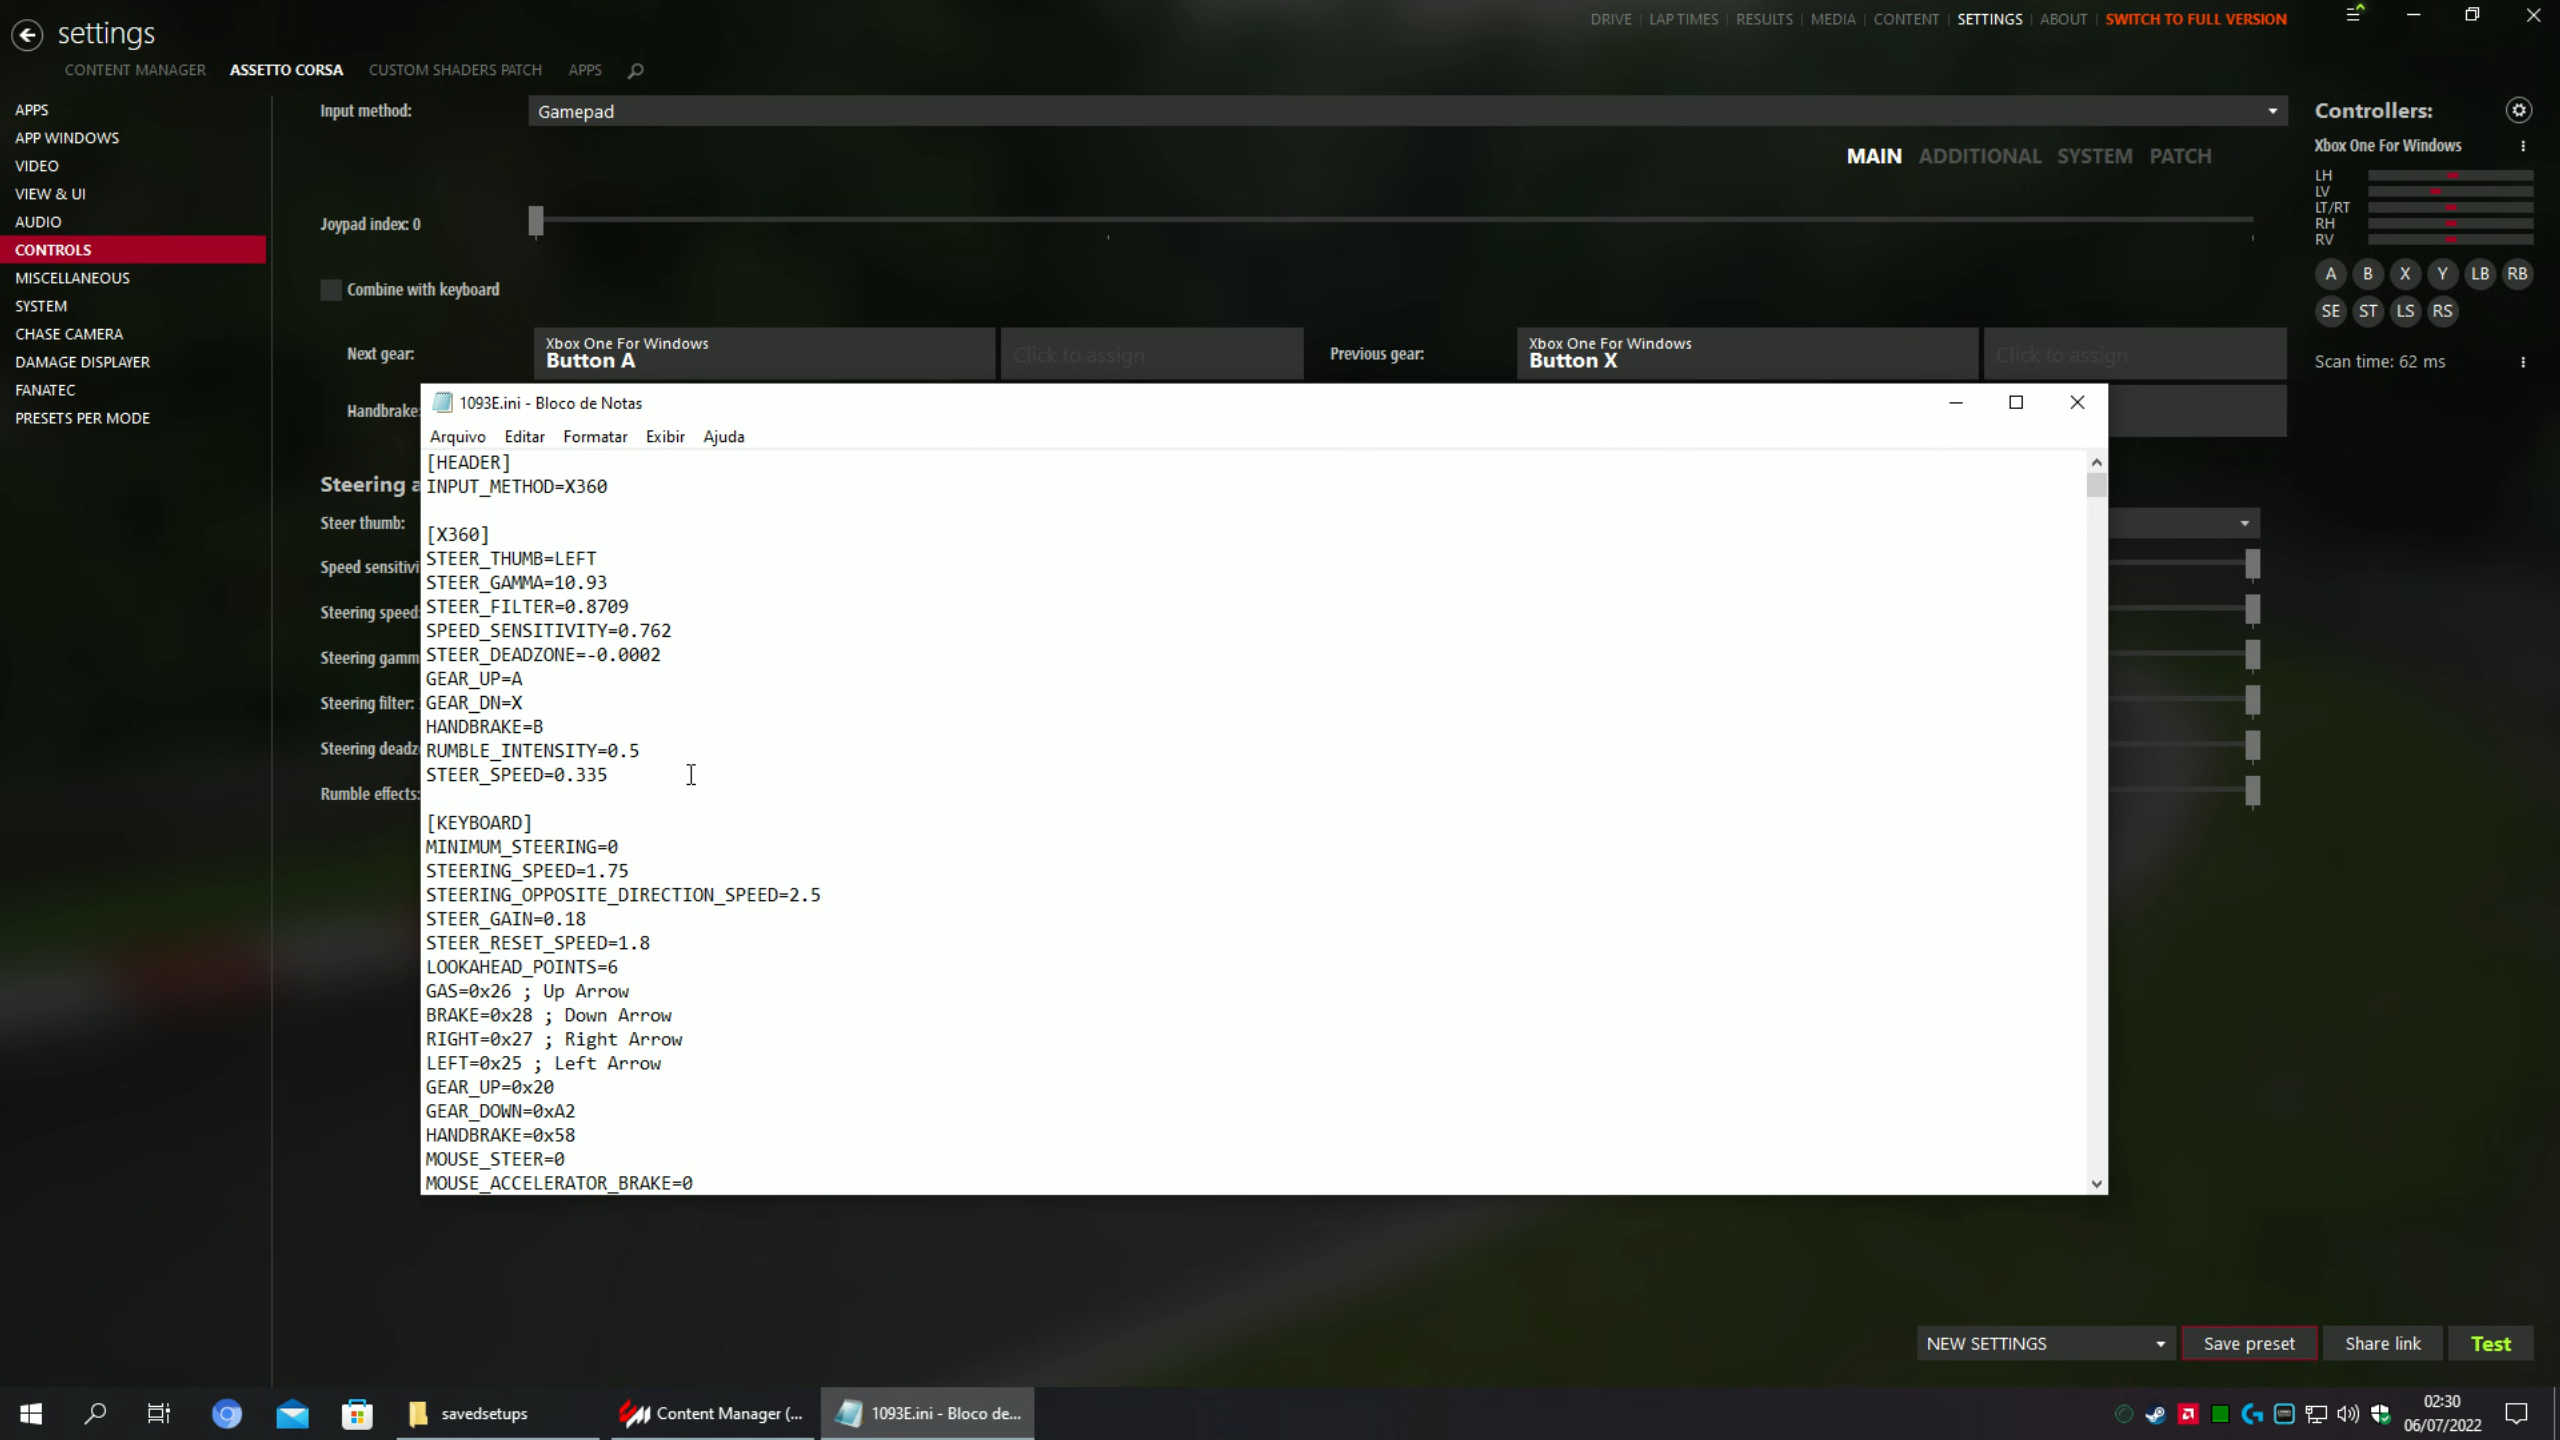 settings
DRIVE LAP TIMES RESULTS MEDIA CONTENT SETTINGS ABOUT SWITCH TO FULL VERSION
CONTENT MANAGER ASSETTO CORSA CUSTOM SHADERS PATCH APPS
APPS
APP WINDOWS
VIDEO
VIEW & UI
AUDIO
CONTROLS
MISCELLANEOUS
SYSTEM
CHASE CAMERA
DAMAGE DISPLAYER
FANATEC
PRESETS PER MODE
Input method: Gamepad
MAIN ADDITIONAL SYSTEM PATCH
Joypad index: 0
Combine with keyboard
Next gear: Xbox One For Windows
Button A
Click to assign
Previous gear: Xbox One For Windows
Button X
Click to assign
Handbrake:
Steering a
Steer thumb:
Speed sensitivi
Steering speed:
Steering gamm
Steering filter:
Steering deadz
Rumble effects:
Controllers:
Xbox One For Windows
LH
LV
LT/RT
RH
RV
A B X Y LB RB
SE ST LS RS
Scan time: 62 ms
1093E.ini - Bloco de Notas
Arquivo Editar Formatar Exibir Ajuda
[HEADER]
INPUT_METHOD=X360
[X360]
STEER_THUMB=LEFT
STEER_GAMMA=10.93
STEER_FILTER=0.8709
SPEED_SENSITIVITY=0.762
STEER_DEADZONE=-0.0002
GEAR_UP=A
GEAR_DN=X
HANDBRAKE=B
RUMBLE_INTENSITY=0.5
STEER_SPEED=0.335
[KEYBOARD]
MINIMUM_STEERING=0
STEERING_SPEED=1.75
STEERING_OPPOSITE_DIRECTION_SPEED=2.5
STEER_GAIN=0.18
STEER_RESET_SPEED=1.8
LOOKAHEAD_POINTS=6
GAS=0x26 ; Up Arrow
BRAKE=0x28 ; Down Arrow
RIGHT=0x27 ; Right Arrow
LEFT=0x25 ; Left Arrow
GEAR_UP=0x20
GEAR_DOWN=0xA2
HANDBRAKE=0x58
MOUSE_STEER=0
MOUSE_ACCELERATOR_BRAKE=0
NEW SETTINGS Save preset Share link Test
savedsetups Content Manager (... 1093E.ini - Bloco de...
02:30
06/07/2022